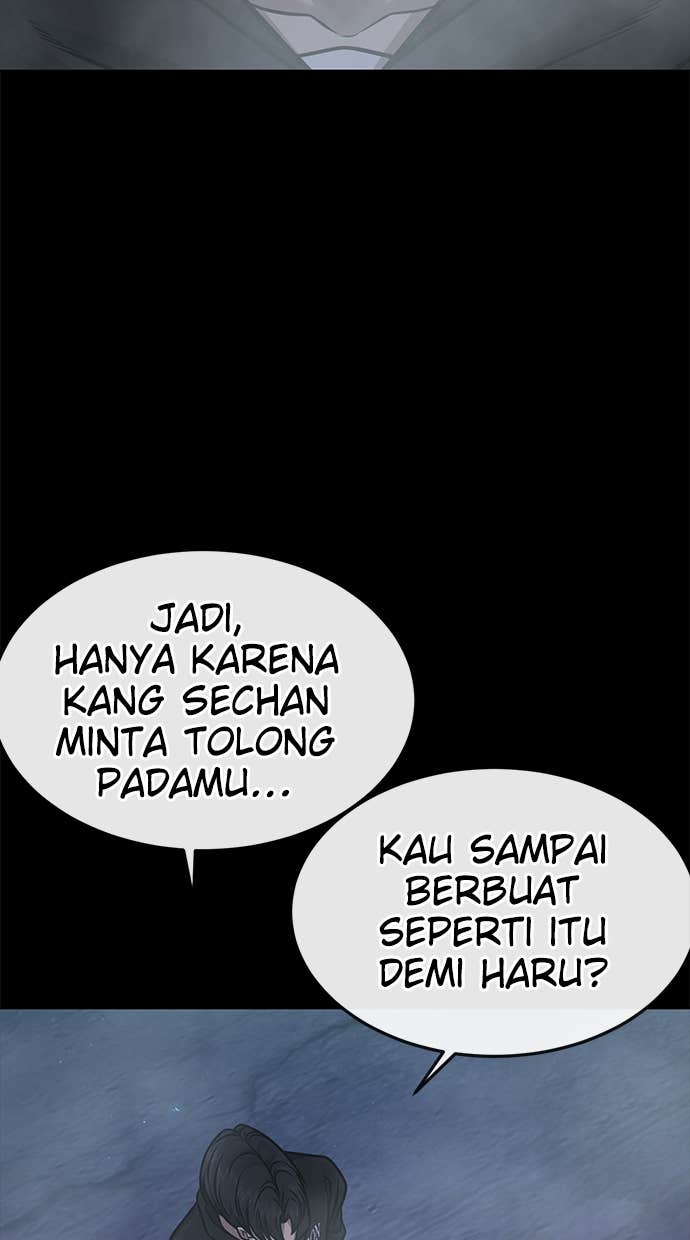 JADI,
HANYA KARENA
KANG SECHAN
MINTA TOLONG
PADAMU...
KAU SAMPAI
BERBUAT
SEPERTI ITU
DEMI HARU?